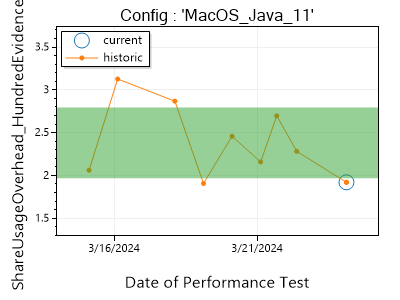 Config : 'MacOS_Java_11'
current
historic
3.5
3
2.5
2
1.5
3/16/2024
3/21/2024
ShareUsageOverhead_HundredEvidence
Date of Performance Test